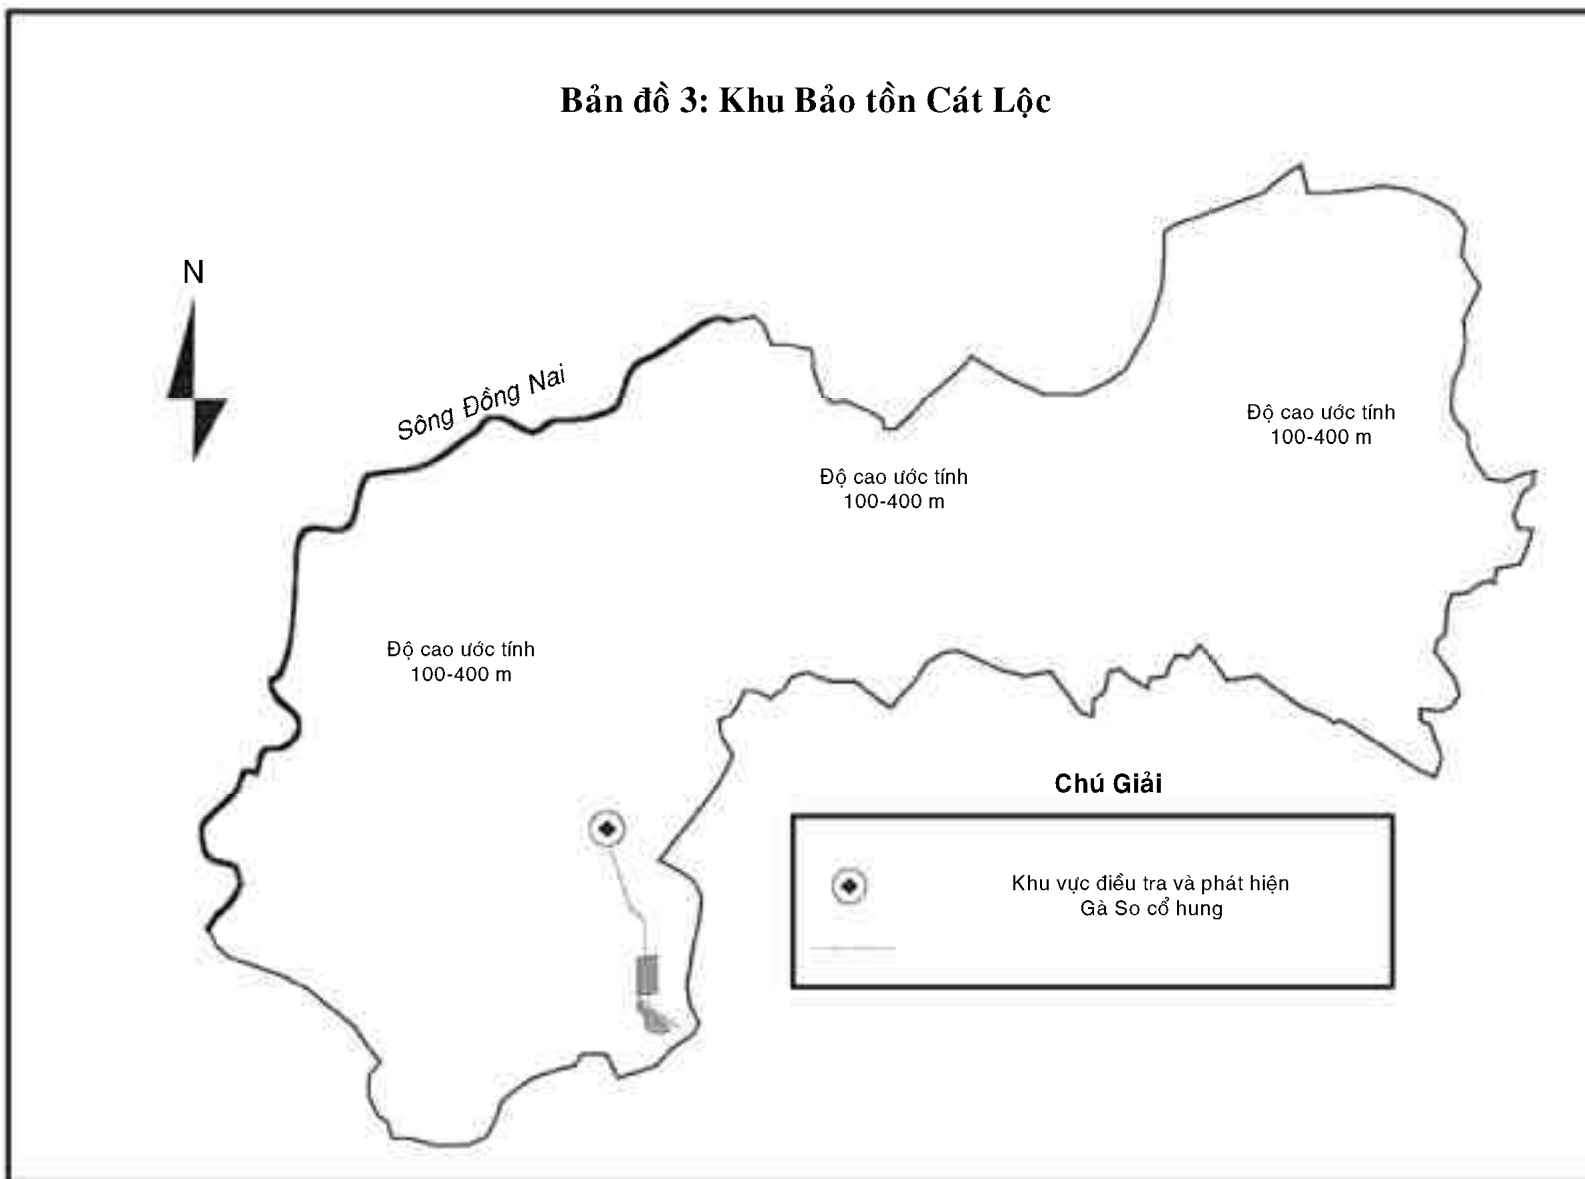 Bản đồ 3: Khu Bảo tồn Cát Lộc
N
Sông Đồng Nai
Độ cao ước tính
100-400 m
Độ cao ước tính
100-400 m
Độ cao ước tính
100-400 m
Chú Giải
Khu vực điều tra và phát hiện
Gà So cổ hung